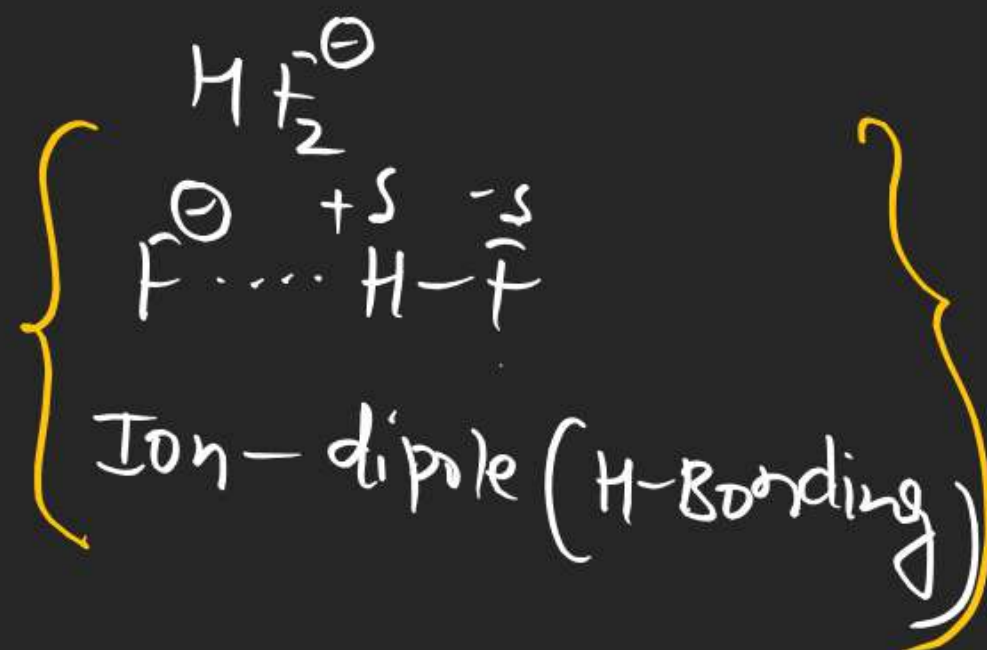 HF₂⊖
F⊖ ..... H–F +δ -δ
Ion – dipole (H-Bonding)